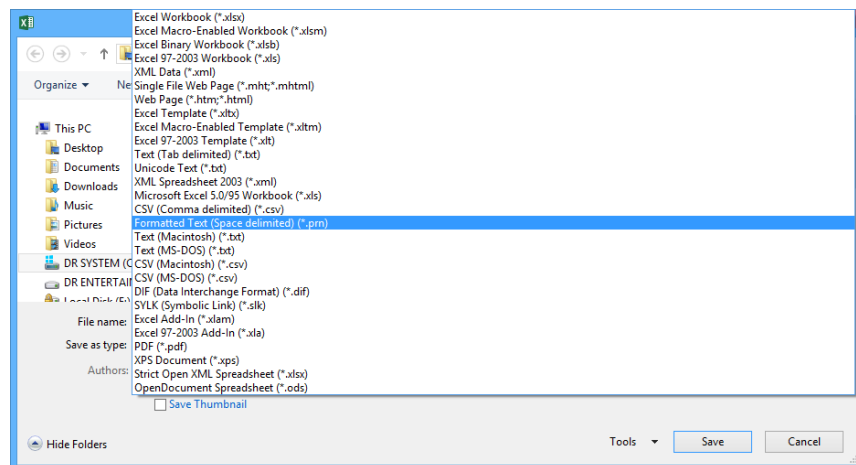 Excel Workbook (*.xlsx)
Excel Macro-Enabled Workbook (*.xlsm)
Excel Binary Workbook (*.xlsb)
Excel 97-2003 Workbook (*.xls)
XML Data (*.xml)
Single File Web Page (*.mht;*.mhtml)
Web Page (*.htm;*.html)
Excel Template (*.xltx)
Excel Macro-Enabled Template (*.xltm)
Excel 97-2003 Template (*.xlt)
Text (Tab delimited) (*.txt)
Unicode Text (*.txt)
XML Spreadsheet 2003 (*.xml)
Microsoft Excel 5.0/95 Workbook (*.xls)
CSV (Comma delimited) (*.csv)
Formatted Text (Space delimited) (*.prn)
Text (Macintosh) (*.txt)
Text (MS-DOS) (*.txt)
CSV (Macintosh) (*.csv)
CSV (MS-DOS) (*.csv)
DIF (Data Interchange Format) (*.dif)
SYLK (Symbolic Link) (*.slk)
Excel Add-In (*.xlam)
Excel 97-2003 Add-In (*.xla)
PDF (*.pdf)
XPS Document (*.xps)
Strict Open XML Spreadsheet (*.xlsx)
OpenDocument Spreadsheet (*.ods)
Organize
Ne
This PC
Desktop
Documents
Downloads
Music
Pictures
Videos
DR SYSTEM (C
DR ENTERTAI
Local Disk (F:)
File name:
Save as type:
Authors:
Save Thumbnail
Hide Folders
Tools
Save
Cancel